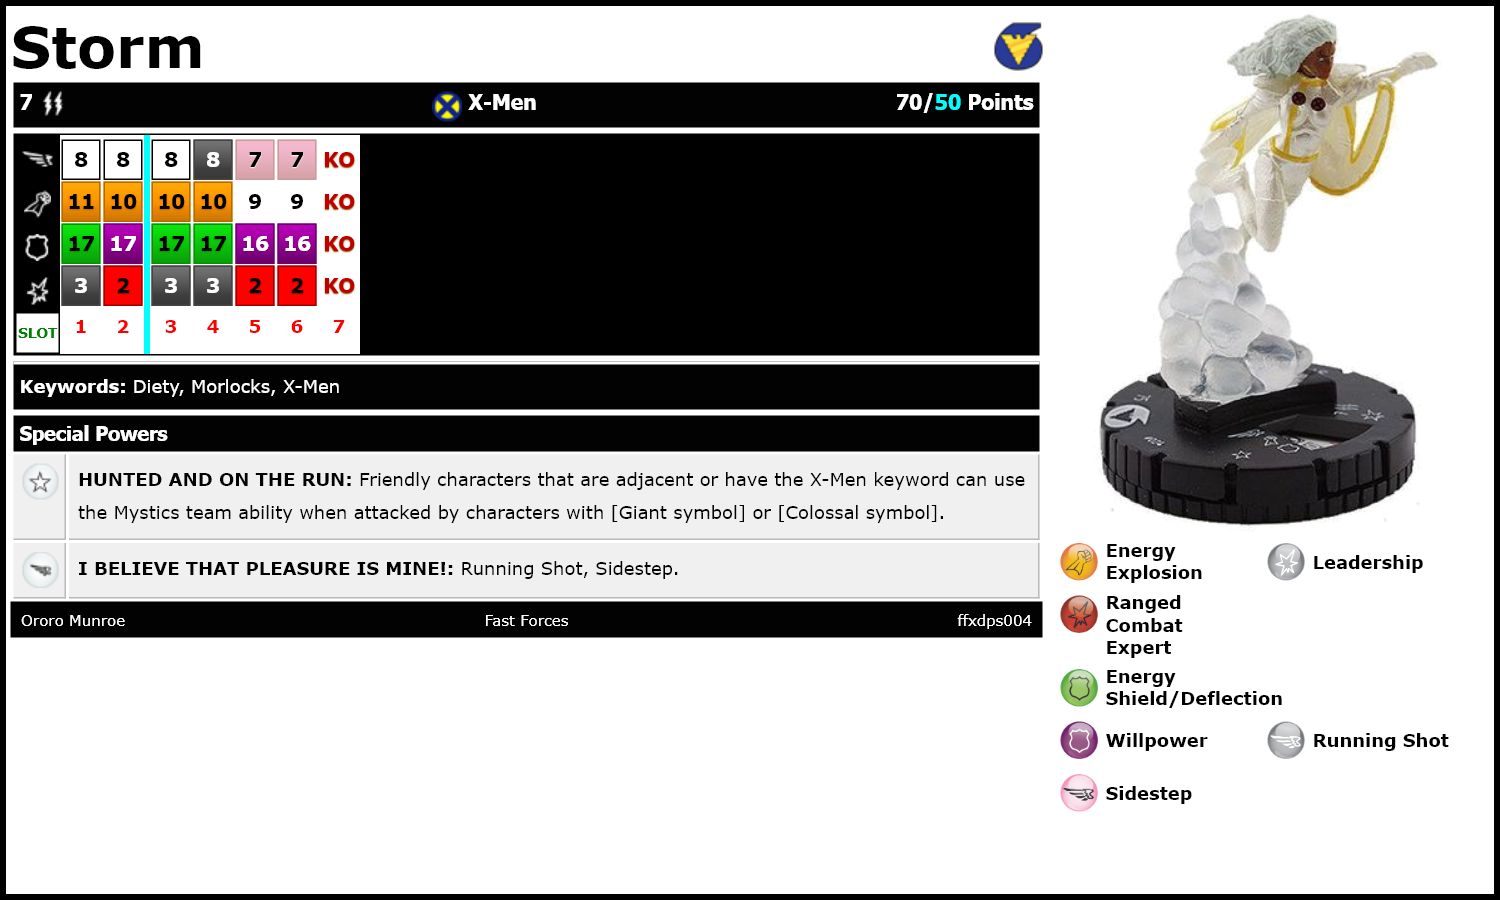 Storm
7 X-Men 70/50 Points
8 8 8 8 7 7 KO
11 10 10 10 9 9 KO
17 17 17 17 16 16 KO
3 2 3 3 2 2 KO
SLOT 1 2 3 4 5 6 7
Keywords: Diety, Morlocks, X-Men
Special Powers
HUNTED AND ON THE RUN: Friendly characters that are adjacent or have the X-Men keyword can use
the Mystics team ability when attacked by characters with [Giant symbol] or [Colossal symbol].
I BELIEVE THAT PLEASURE IS MINE!: Running Shot, Sidestep.
Ororo Munroe Fast Forces ffxdps004
#004
Energy
Explosion
Leadership
Ranged
Combat
Expert
Energy
Shield/Deflection
Willpower
Running Shot
Sidestep